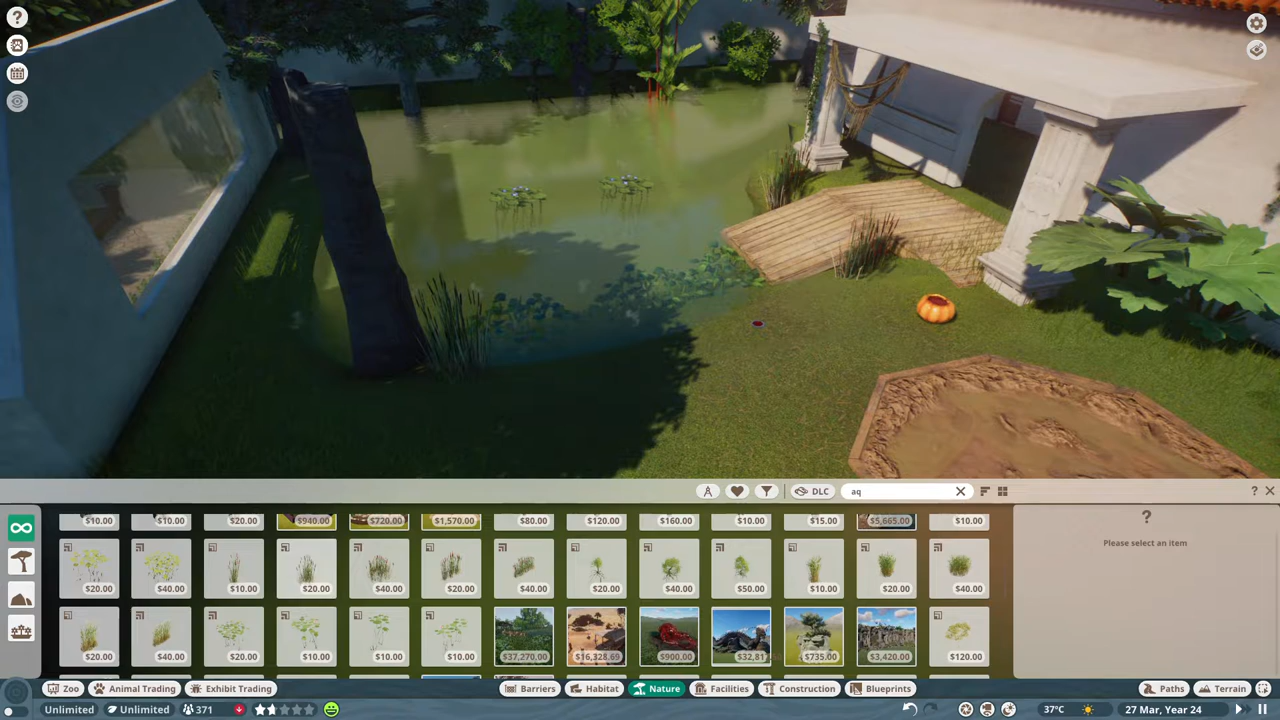 ?
DLC
aq
?
$10.00 $10.00 $20.00 $940.00 $720.00 $1,570.00 $80.00 $120.00 $160.00 $10.00 $15.00 $5,665.00 $10.00
?
Please select an item
$20.00 $40.00 $10.00 $20.00 $40.00 $20.00 $40.00 $20.00 $40.00 $50.00 $10.00 $20.00 $40.00
$20.00 $40.00 $20.00 $10.00 $10.00 $10.00 $37,270.00 $16,328.69 $900.00 $735.00 $3,420.00 $120.00
Zoo Animal Trading Exhibit Trading Barriers Habitat Nature Facilities Construction Blueprints Paths Terrain
Unlimited Unlimited 371 37°C 27 Mar, Year 24